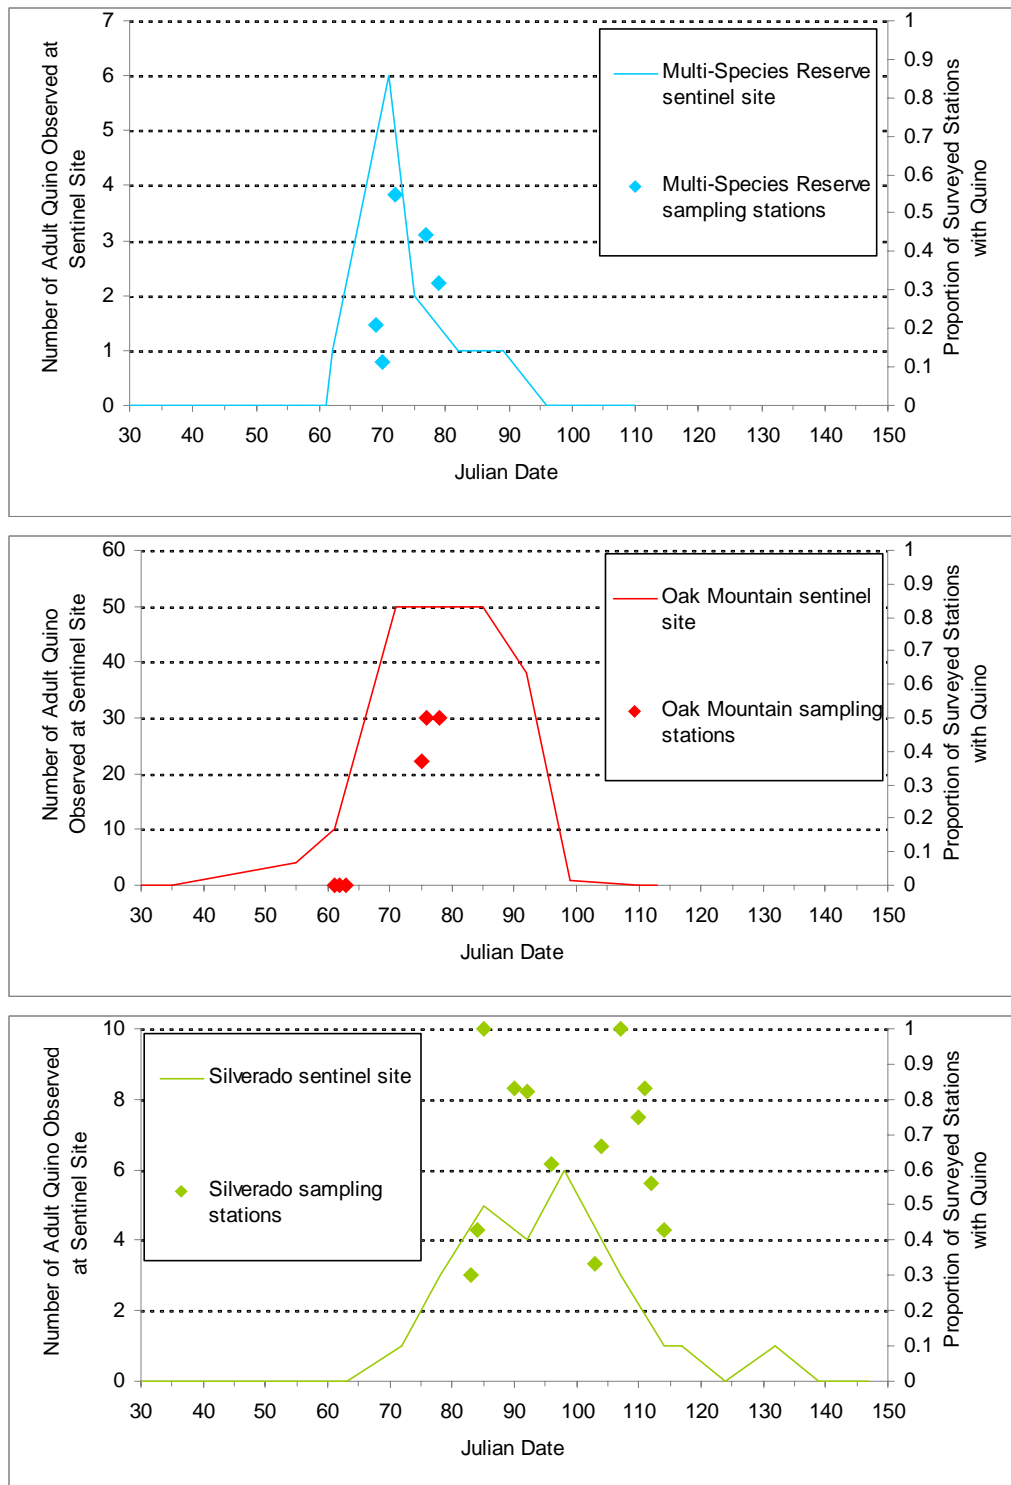 Number of Adult Quino Observed at
Sentinel Site
7
6
5
4
3
2
1
0
Multi-Species Reserve
sentinel site
Multi-Species Reserve
sampling stations
1
0.9
0.8
0.7
0.6
0.5
0.4
0.3
0.2
0.1
0
Proportion of Surveyed Stations
with Quino
30 40 50 60 70 80 90 100 110 120 130 140 150
Julian Date
Number of Adult Quino
Observed at Sentinel Site
60
50
40
30
20
10
0
Oak Mountain sentinel
site
Oak Mountain sampling
stations
1
0.9
0.8
0.7
0.6
0.5
0.4
0.3
0.2
0.1
0
Proportion of Surveyed Stations
with Quino
30 40 50 60 70 80 90 100 110 120 130 140 150
Julian Date
Number of Adult Quino Observed
at Sentinel Site
10
8
6
4
2
0
Silverado sentinel site
Silverado sampling
stations
1
0.9
0.8
0.7
0.6
0.5
0.4
0.3
0.2
0.1
0
Proportion of Surveyed Stations
with Quino
30 40 50 60 70 80 90 100 110 120 130 140 150
Julian Date